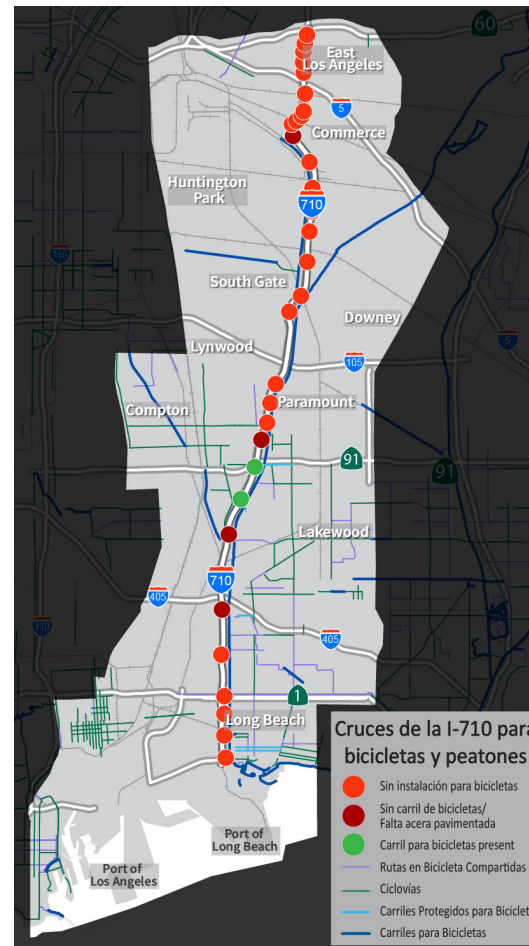 60
East
Los Angeles
5
Commerce
Huntington
Park
710
110
South Gate
Downey
5
Lynwood
105
Compton
Paramount
91
91
Lakewood
710
405
405
110
1
Long Beach
Cruces de la I-710 para
bicicletas y peatones
Sin instalación para bicicletas
Sin carril de bicicletas/
Falta acera pavimentada
Carril para bicicletas present
Rutas en Bicicleta Compartidas
Ciclovías
Carriles Protegidos para Biciclet
Carriles para Bicicletas
Port of
Long Beach
Port of
Los Angeles